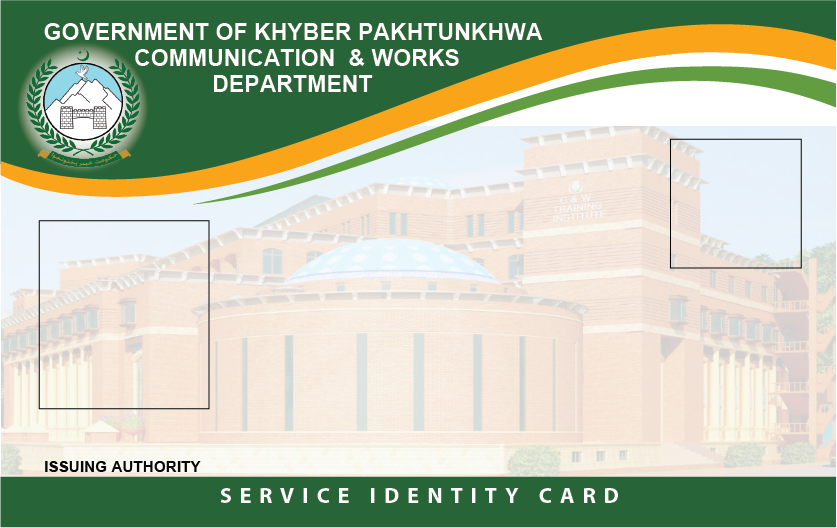 GOVERNMENT OF KHYBER PAKHTUNKHWA
COMMUNICATION & WORKS
DEPARTMENT
C & W
TRAINING
INSTITUTE
ISSUING AUTHORITY
SERVICE IDENTITY CARD